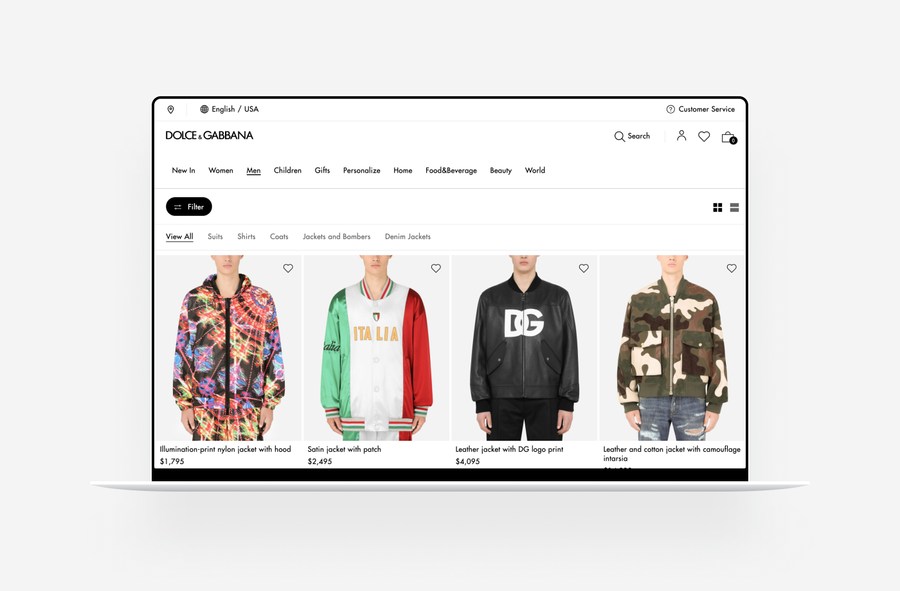 English / USA
Customer Service
DOLCE & GABBANA
Search
0
New In Women Men Children Gifts Personalize Home Food&Beverage Beauty World
Filter
View All Suits Shirts Coats Jackets and Bombers Denim Jackets
ITALIA
DG
Illumination-print nylon jacket with hood
$1,795
Satin jacket with patch
$2,495
Leather jacket with DG logo print
$4,095
Leather and cotton jacket with camouflage
intarsia